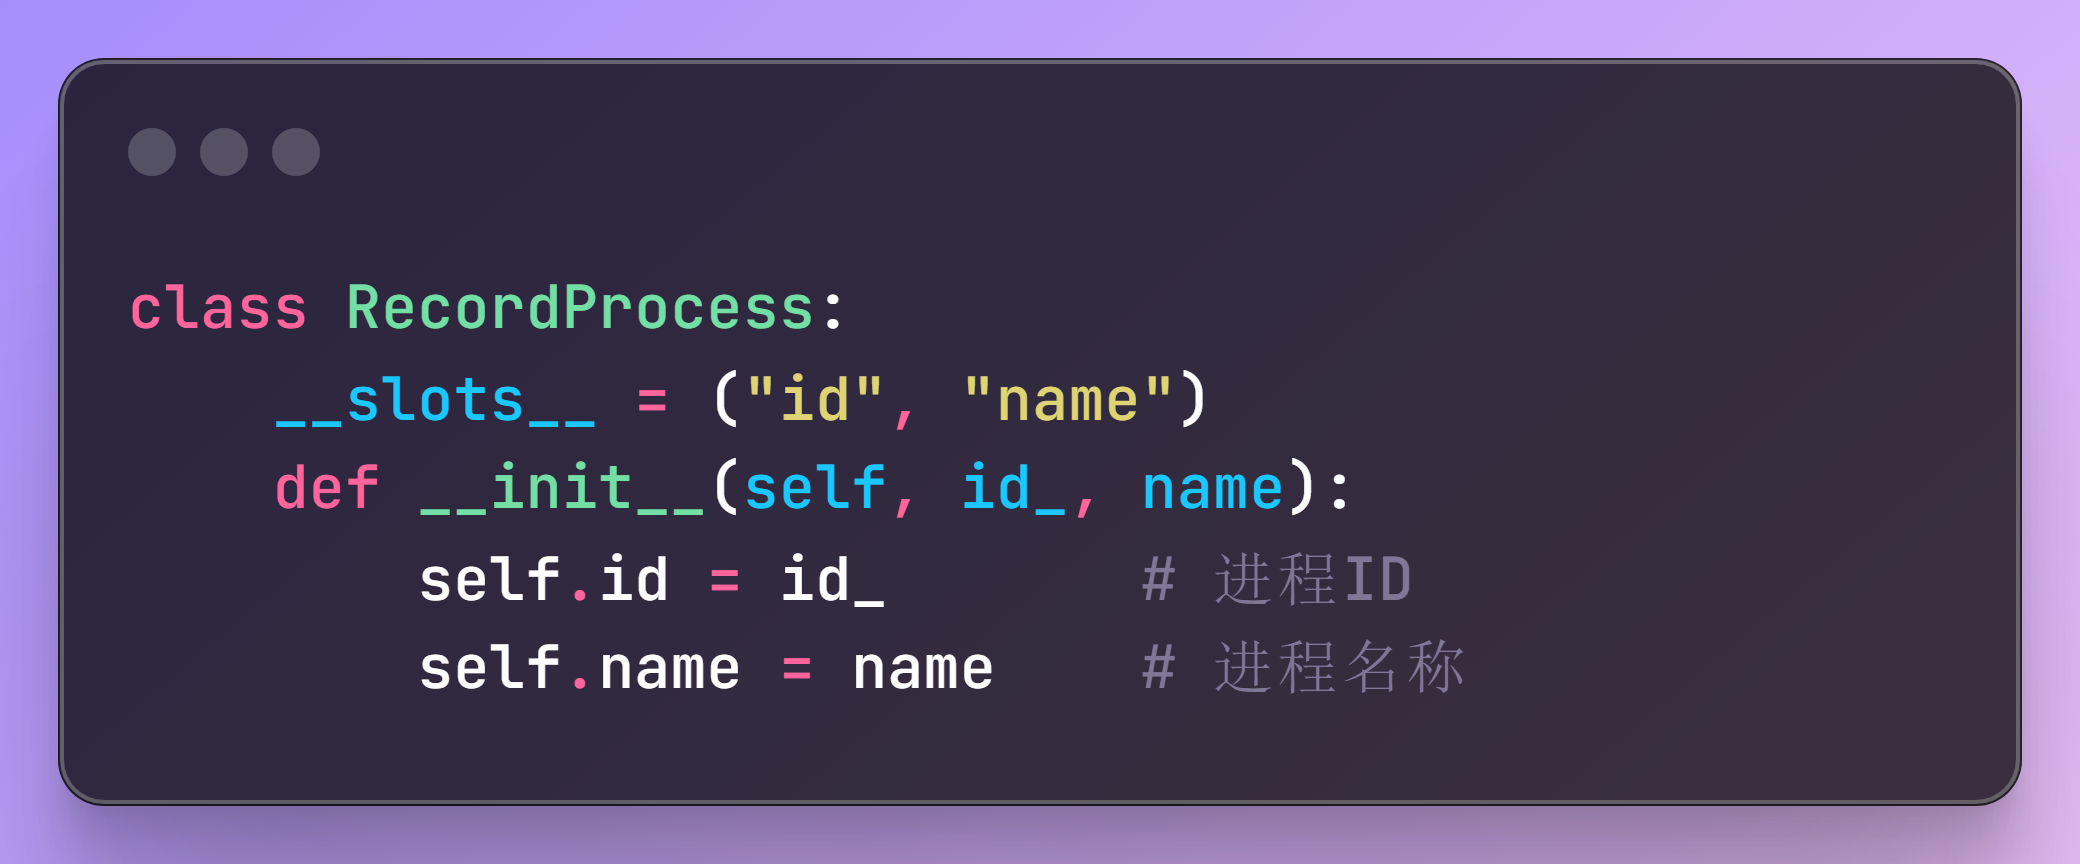 class RecordProcess:
    __slots__ = ("id", "name")
    def __init__(self, id_, name):
        self.id = id_       # 进程ID
        self.name = name    # 进程名称